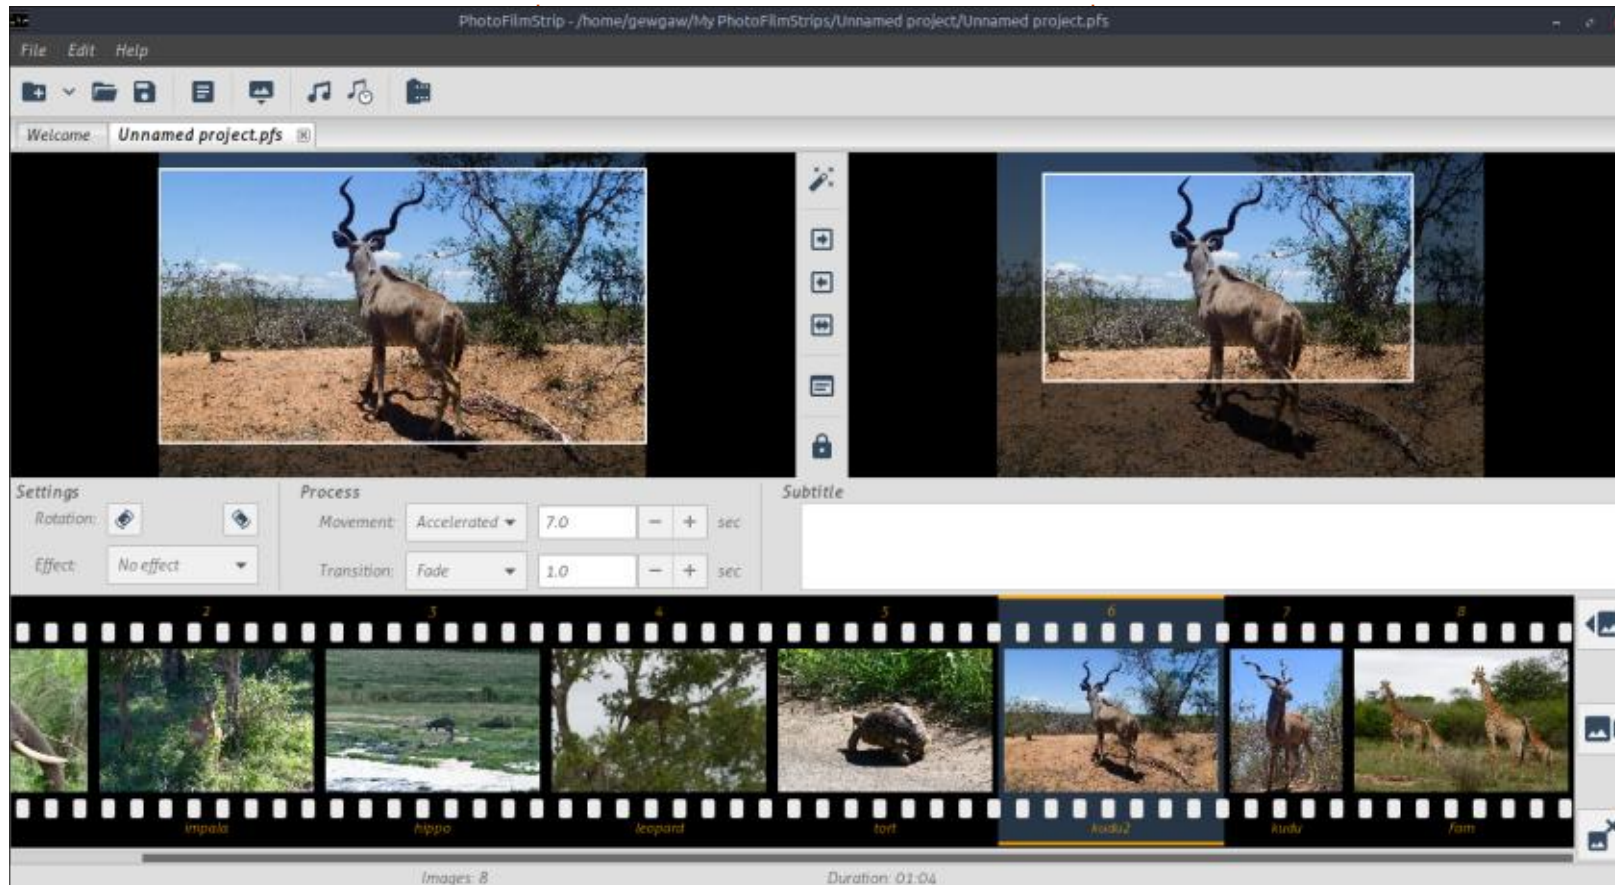 PhotoFilmStrip - /home/gewgaw/My PhotoFilmStrips/Unnamed project/Unnamed project.pfs
File Edit Help
Welcome Unnamed project.pfs
Settings Process Subtitle
Rotation: Movement: Accelerated 7.0 sec
Effect: No effect Transition: Fade 1.0 sec
2 3 4 5 6 7 8
impala hippo leopard tort kudu2 kudu fam
Images: 8 Duration: 01:04